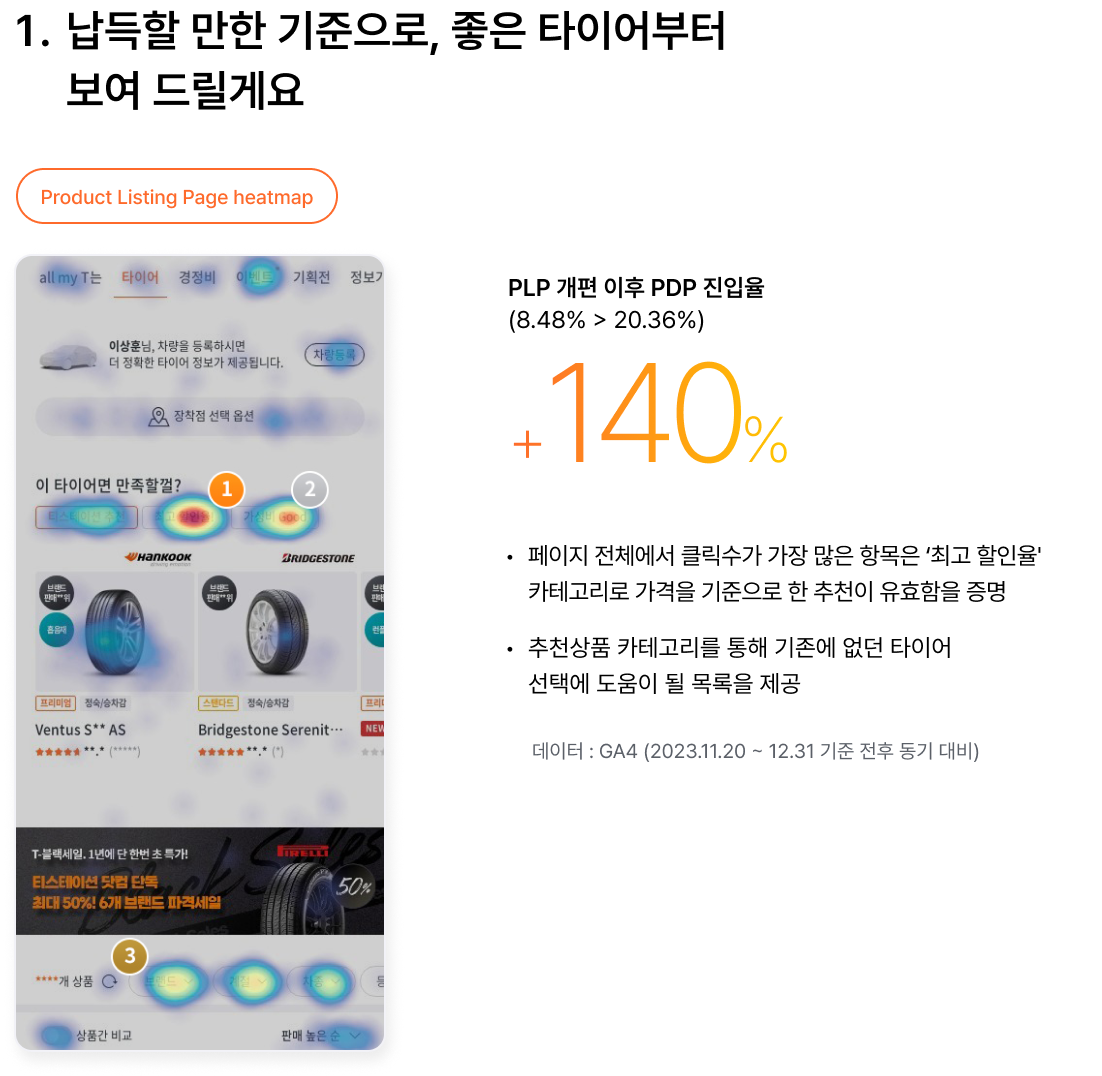 1. 납득할 만한 기준으로, 좋은 타이어부터
보여 드릴게요
Product Listing Page heatmap
all my T는 타이어 경정비 이벤트 기획전 정보
이상훈님, 차량을 등록하시면
더 정확한 타이어 정보가 제공됩니다.
차량등록
장착점 선택 옵션
이 타이어면 만족할껄?
1
2
티스테이션 추천
가성비 Good
HANKOOK
driving emotion
BRIDGESTONE
브랜드
판매**위
흡음재
브랜드
판매**위
프리미엄 정숙/승차감
스탠다드 정숙/승차감
Ventus S** AS
Bridgestone Serenit···
NEW
**.* (*****)
**.* (*)
T-블랙세일. 1년에 단 한번 초 특가!
티스테이션 닷컴 단독
최대 50%! 6개 브랜드 파격세일
PIRELLI
50%
3
****개 상품
브랜드
상품간 비교
판매 높은 순
PLP 개편 이후 PDP 진입율
(8.48% > 20.36%)
+140%
• 페이지 전체에서 클릭수가 가장 많은 항목은 ‘최고 할인율'
카테고리로 가격을 기준으로 한 추천이 유효함을 증명
• 추천상품 카테고리를 통해 기존에 없던 타이어
선택에 도움이 될 목록을 제공
데이터 : GA4 (2023.11.20 ~ 12.31 기준 전후 동기 대비)